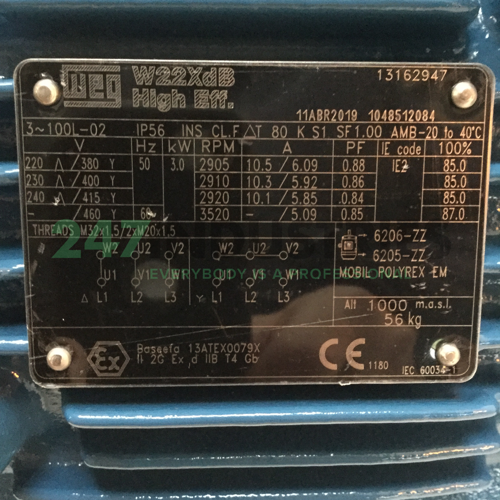 WEG W22XdB 13162947
High Eff.
11ABR2019 1048512084
3~100L-02 IP56 INS CL.F △T 80 K S1 SF1.00 AMB-20 to 40°C
V Hz kW RPM A PF IE code 100%
220 △/380 Y 50 3.0 2905 10.5/6.09 0.88 IE2 85.0
230 △/400 Y 2910 10.3/5.92 0.86 85.0
240 △/415 Y 2920 10.1/5.85 0.84 85.0
- /460 Y 60 3520 - /5.09 0.85 87.0
THREADS M32x1,5/2xM20x1,5
6206-ZZ
6205-ZZ
MOBIL POLYREX EM
W2 U2 V2 W2 U2 V2
247
EVERYBODY IS A PROFESSIONAL
U1 V1 W1 U1 V1 W1
△ L1 L2 L3 Y L1 L2 L3
Alt 1000 m.a.s.l.
56kg
Ex Baseefa 13ATEX0079X
II 2G Ex d IIB T4 Gb
CE 1180
IEC 60034-1